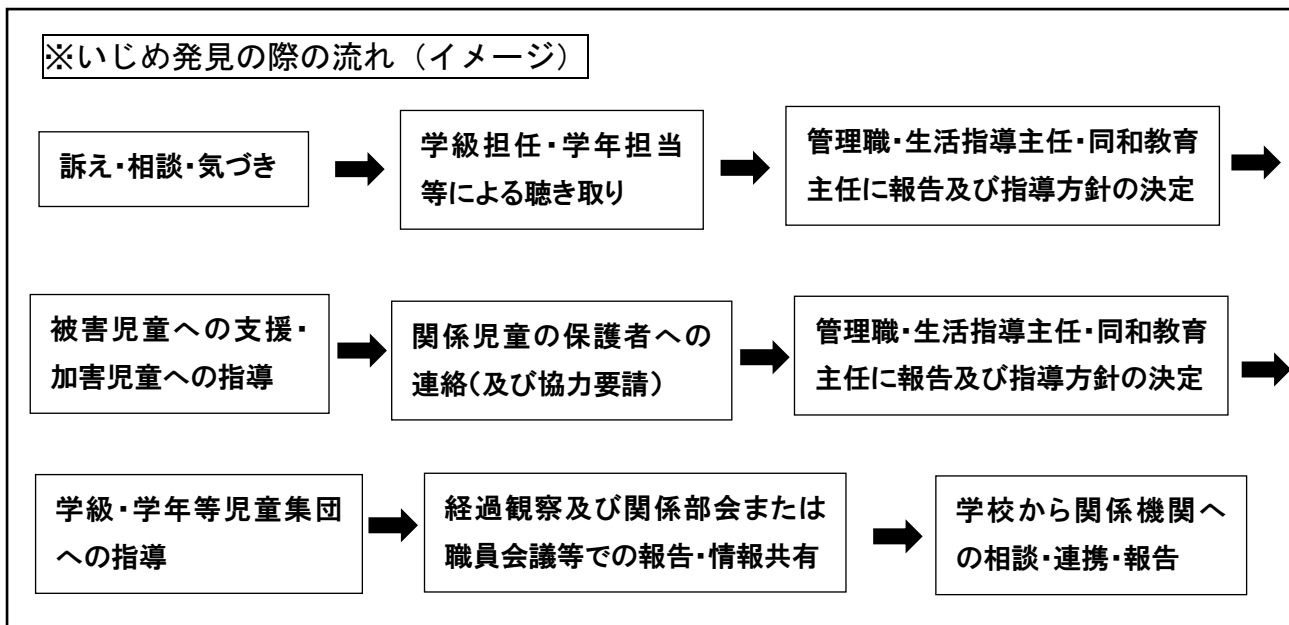 ※いじめ発見の際の流れ（イメージ）
訴え・相談・気づき
学級担任・学年担当
等による聴き取り
管理職・生活指導主任・同和教育
主任に報告及び指導方針の決定
被害児童への支援・
加害児童への指導
関係児童の保護者への
連絡（及び協力要請）
管理職・生活指導主任・同和教育
主任に報告及び指導方針の決定
学級・学年等児童集団
への指導
経過観察及び関係部会または
職員会議等での報告・情報共有
学校から関係機関へ
の相談・連携・報告